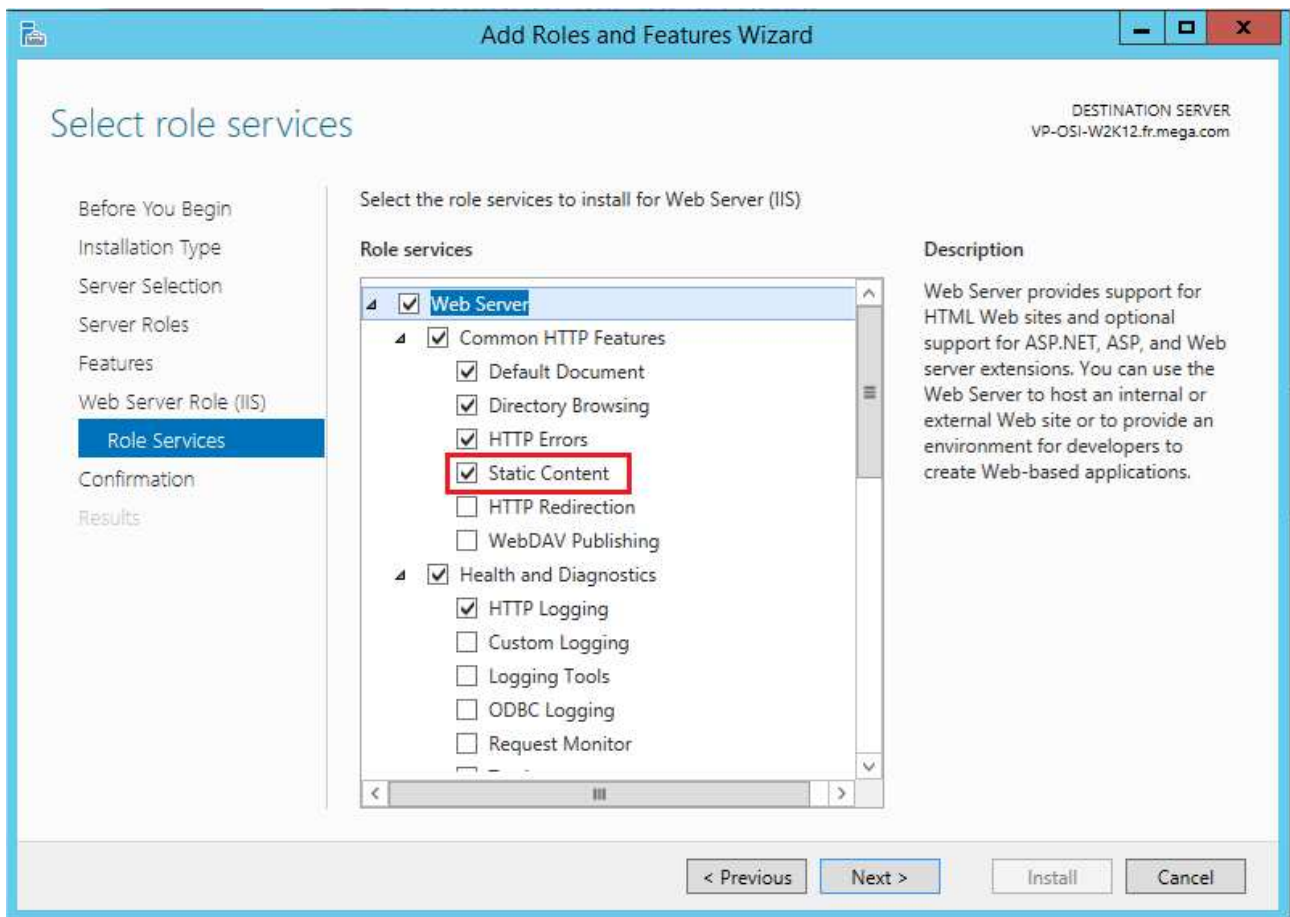 Add Roles and Features Wizard
Select role services
DESTINATION SERVER
VP-OSI-W2K12.fr.mega.com
Before You Begin
Installation Type
Server Selection
Server Roles
Features
Web Server Role (IIS)
Role Services
Confirmation
Results
Select the role services to install for Web Server (IIS)
Role services
Web Server
Common HTTP Features
Default Document
Directory Browsing
HTTP Errors
Static Content
HTTP Redirection
WebDAV Publishing
Health and Diagnostics
HTTP Logging
Custom Logging
Logging Tools
ODBC Logging
Request Monitor
Description
Web Server provides support for
HTML Web sites and optional
support for ASP.NET, ASP, and Web
server extensions. You can use the
Web Server to host an internal or
external Web site or to provide an
environment for developers to
create Web-based applications.
< Previous
Next >
Install
Cancel